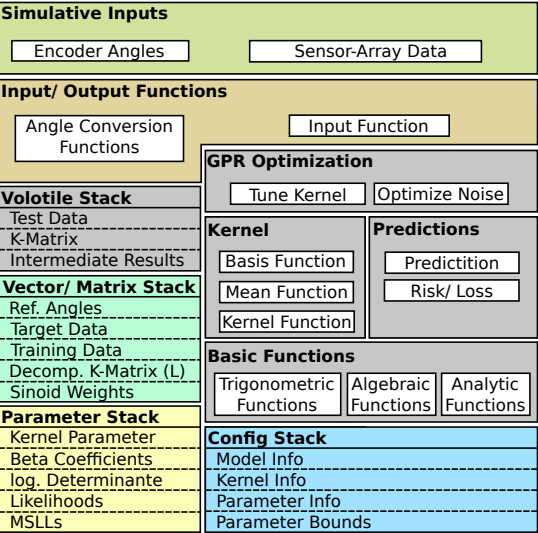 Simulative Inputs
Encoder Angles
Sensor-Array Data
Input/ Output Functions
Angle Conversion
Functions
Input Function
GPR Optimization
Tune Kernel
Optimize Noise
Volotile Stack
Test Data
K-Matrix
Intermediate Results
Kernel
Basis Function
Mean Function
Kernel Function
Predictions
Predictition
Risk/ Loss
Vector/ Matrix Stack
Ref. Angles
Target Data
Training Data
Decomp. K-Matrix (L)
Sinoid Weights
Basic Functions
Trigonometric
Functions
Algebraic
Functions
Analytic
Functions
Parameter Stack
Kernel Parameter
Beta Coefficients
log. Determinante
Likelihoods
MSLLs
Config Stack
Model Info
Kernel Info
Parameter Info
Parameter Bounds